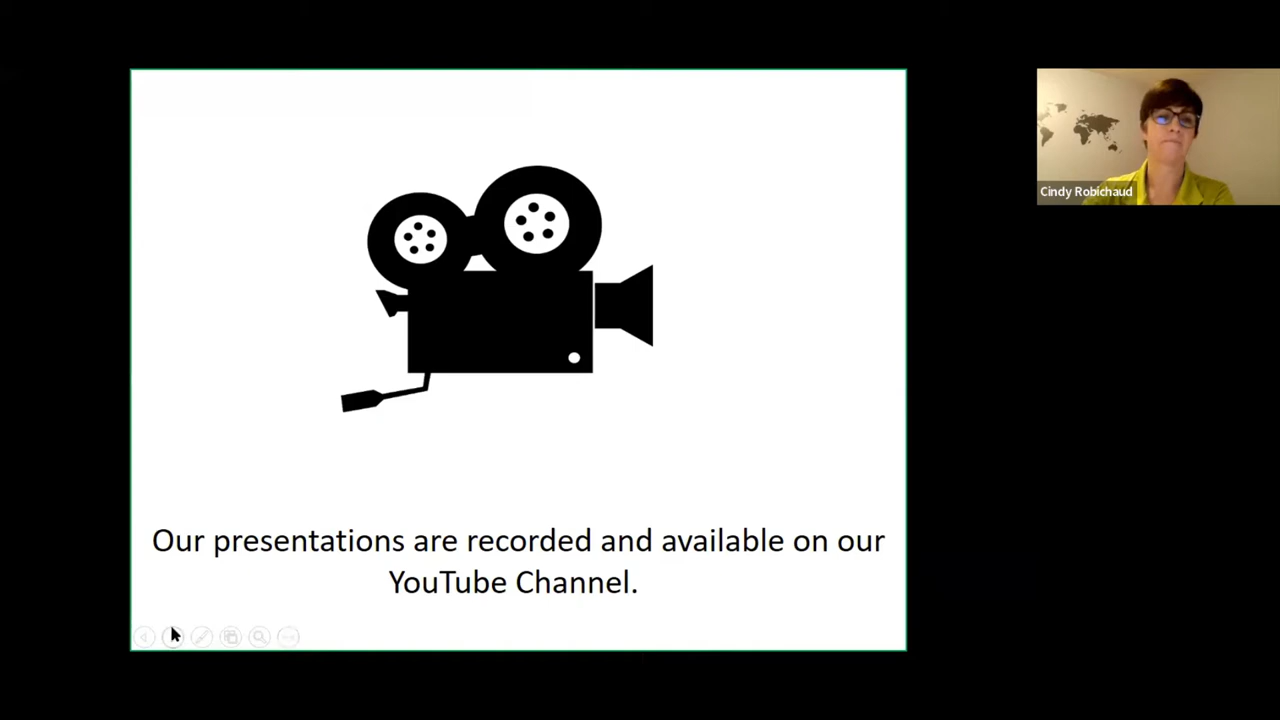 Cindy Robichaud
Our presentations are recorded and available on our
YouTube Channel.